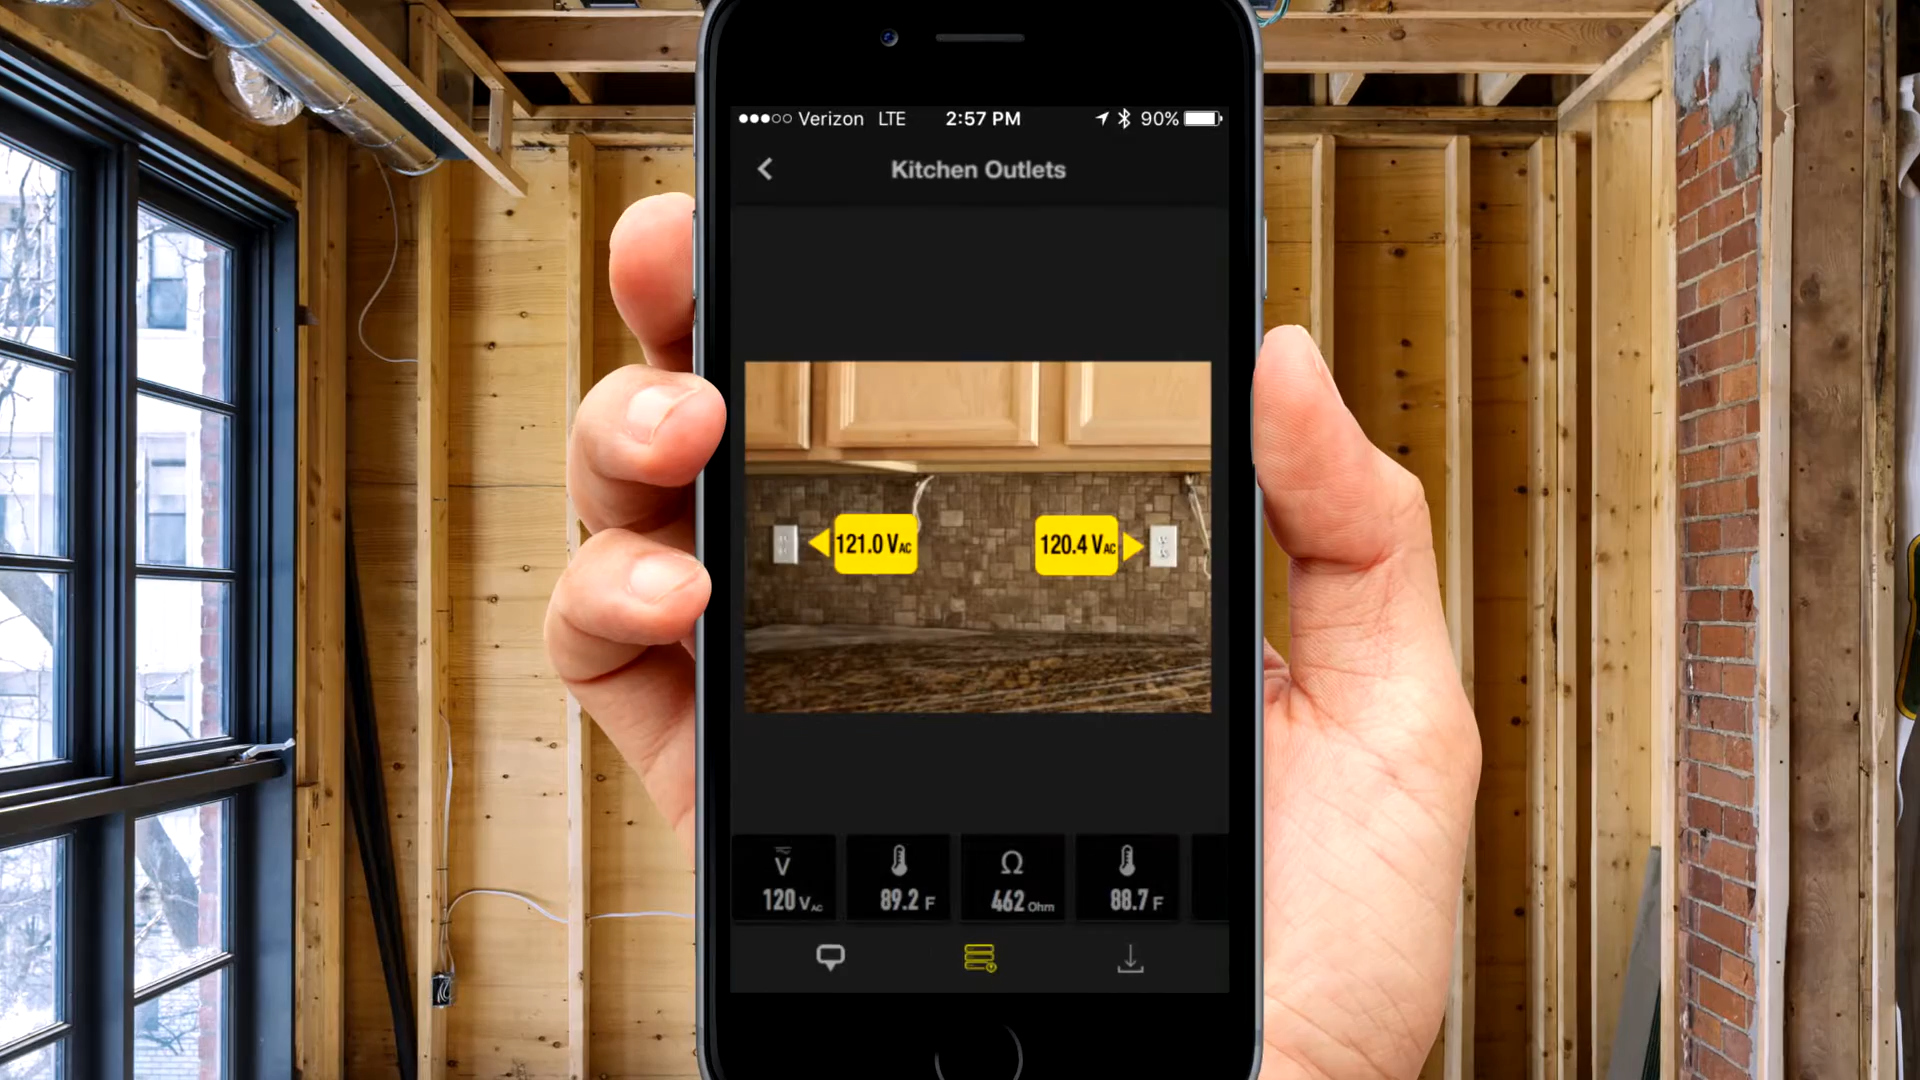 Verizon LTE 2:57 PM 90%
Kitchen Outlets
121.0 VAC 120.4 VAC
V Ω
120 VAC 89.2 F 462 Ohm 88.7 F